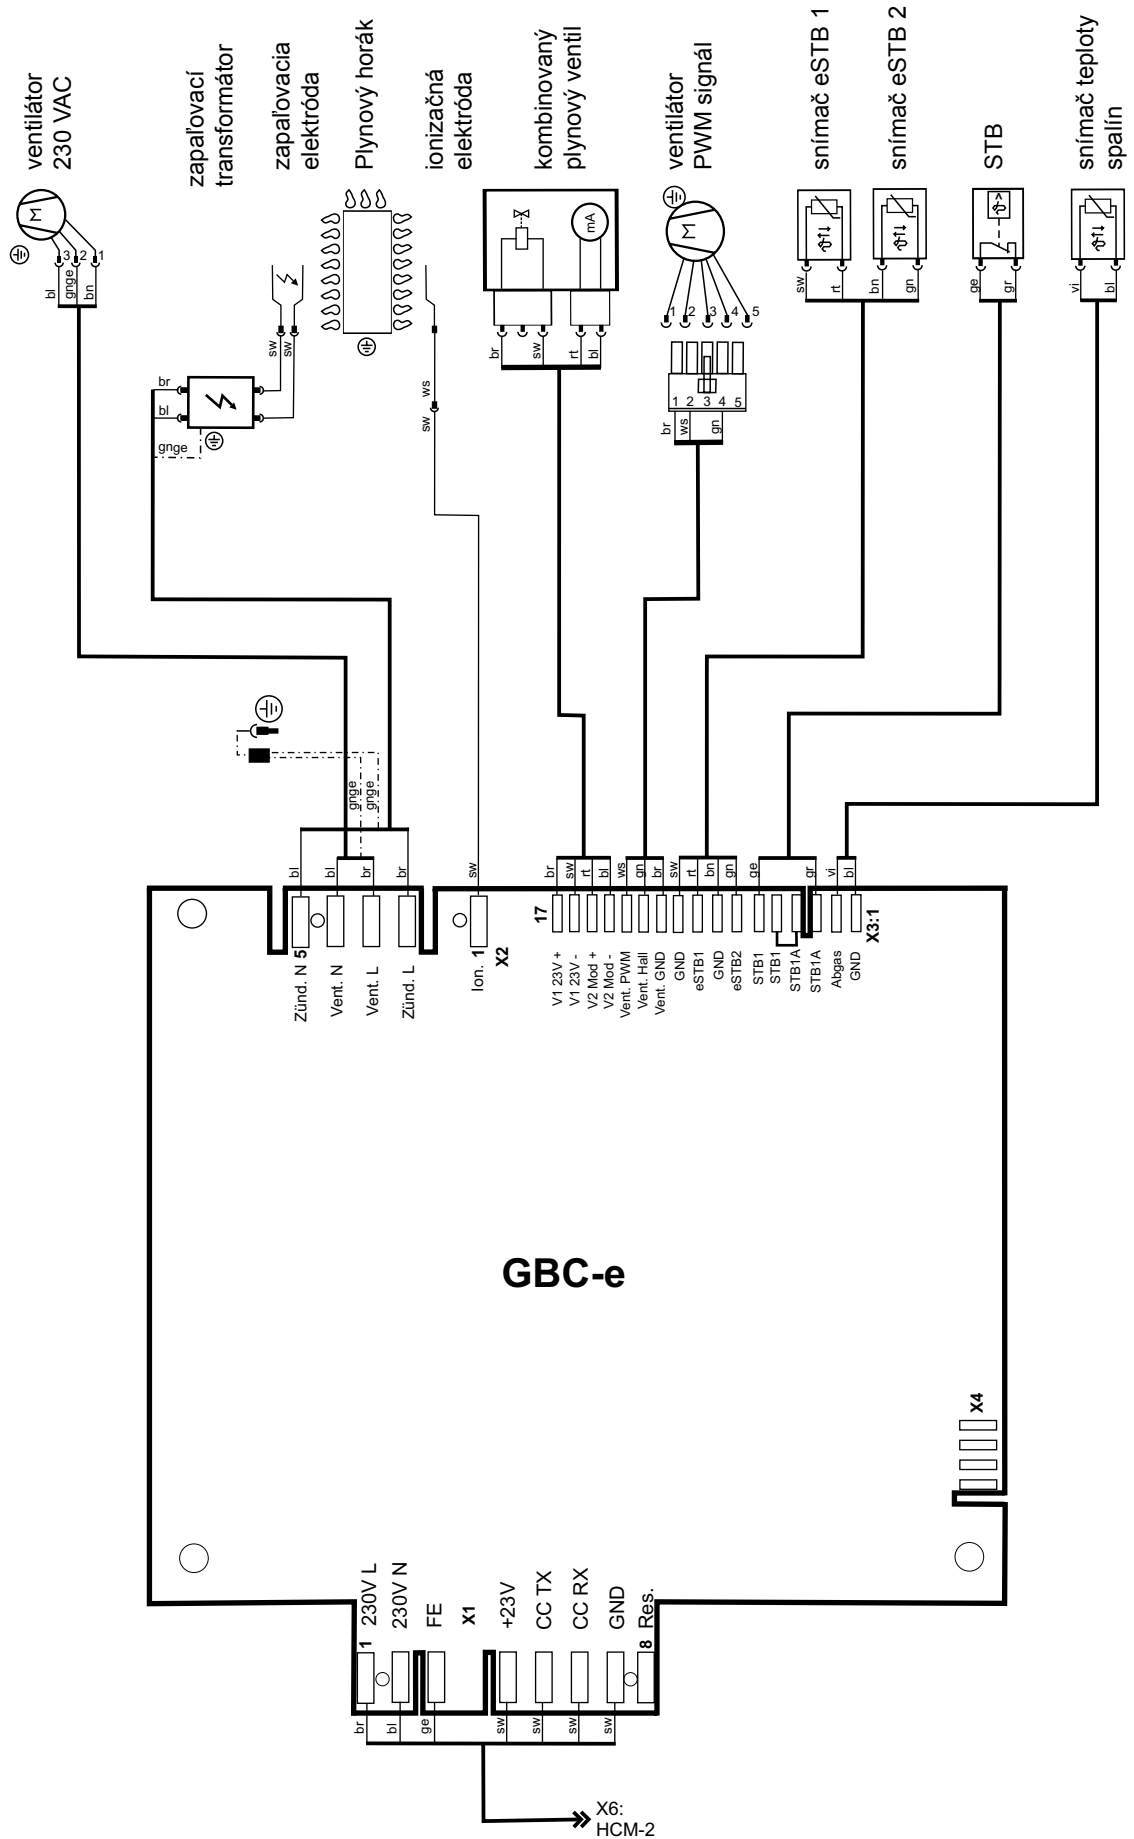 ventilátor
230 VAC
zapaľovací
transformátor
zapaľovacia
elektróda
Plynový horák
ionizačná
elektróda
kombinovaný
plynový ventil
ventilátor
PWM signál
snímač eSTB 1
snímač eSTB 2
STB
snímač teploty
spalín
M
3
2
1
bl
gnge
bn
br
bl
gnge
sw
sw
ws
sw
mA
br
sw
rt
bl
M
1
2
3
4
5
1 2 3 4 5
br
ws
gn
sw
rt
bn
gn
ge
gr
vi
bl
gnge
gnge
bl
bl
br
br
sw
br
sw
rt
bl
ws
gn
br
sw
rt
bn
gn
ge
gr
vi
bl
Zünd. N 5
Vent. N
Vent. L
Zünd. L
Ion. 1
X2
17
V1 23V +
V1 23V -
V2 Mod +
V2 Mod -
Vent. PWM
Vent. Hall
Vent. GND
GND
eSTB1
GND
eSTB2
STB1
STB1
STB1A
STB1A
Abgas
GND
X3:1
GBC-e
X4
1 230V L
230V N
FE
X1
+23V
CC TX
CC RX
GND
8 Res.
br
bl
ge
sw
sw
sw
sw
X6:
HCM-2